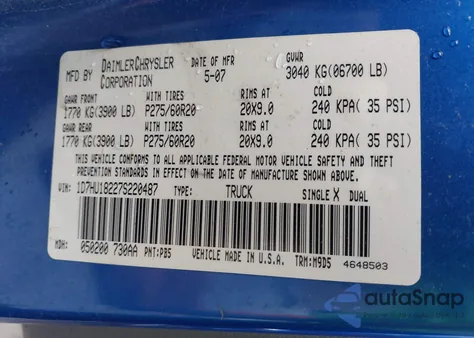 MFD BY DAIMLERCHRYSLER CORPORATION DATE OF MFR 5-07 GVWR 3040 KG(06700 LB)
GAWR FRONT WITH TIRES RIMS AT COLD
1770 KG(3900 LB) P275/60R20 20X9.0 240 KPA( 35 PSI)
GAWR REAR WITH TIRES RIMS AT COLD
1770 KG(3900 LB) P275/60R20 20X9.0 240 KPA( 35 PSI)
THIS VEHICLE CONFORMS TO ALL APPLICABLE FEDERAL MOTOR VEHICLE SAFETY AND THEFT
PREVENTION STANDARDS IN EFFECT ON THE DATE OF MANUFACTURE SHOWN ABOVE.
VIN: 1D7HU18227S220487 TYPE: TRUCK SINGLE X DUAL
MDH: 050200 730AA PNT:PB5 VEHICLE MADE IN U.S.A. TRM:M9D5 4648503
autoSnap